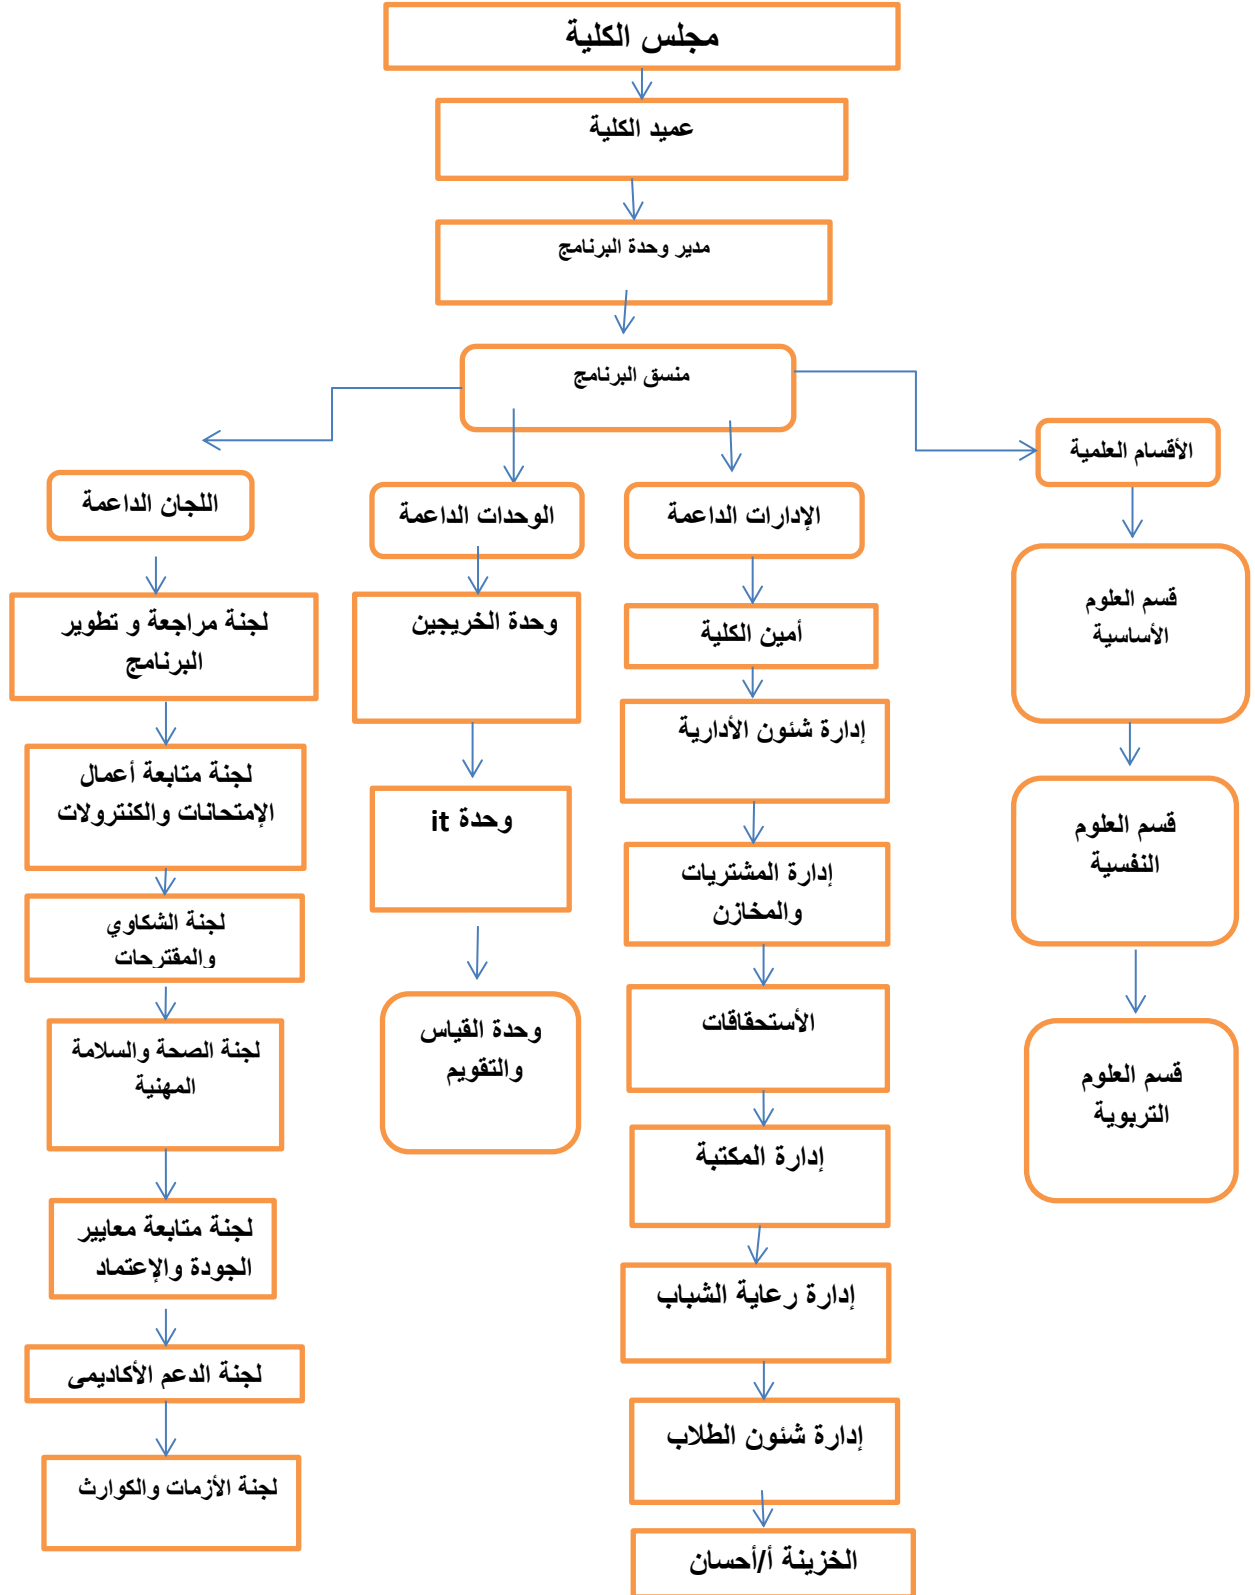 مجلس الكلية
عميد الكلية
مدير وحدة البرنامج
منسق البرنامج
الأقسام العلمية
قسم العلوم
الأساسية
قسم العلوم
النفسية
قسم العلوم
التربوية
الإدارات الداعمة
أمين الكلية
إدارة شئون الأدارية
إدارة المشتريات
والمخازن
الأستحقاقات
إدارة المكتبة
إدارة رعاية الشباب
إدارة شئون الطلاب
الخزينة أ/أحسان
الوحدات الداعمة
وحدة الخريجين
وحدة it
وحدة القياس
والتقويم
اللجان الداعمة
لجنة مراجعة و تطوير
البرنامج
لجنة متابعة أعمال
الإمتحانات والكنترولات
لجنة الشكاوي
والمقترحات
لجنة الصحة والسلامة
المهنية
لجنة متابعة معايير
الجودة والإعتماد
لجنة الدعم الأكاديمى
لجنة الأزمات والكوارث